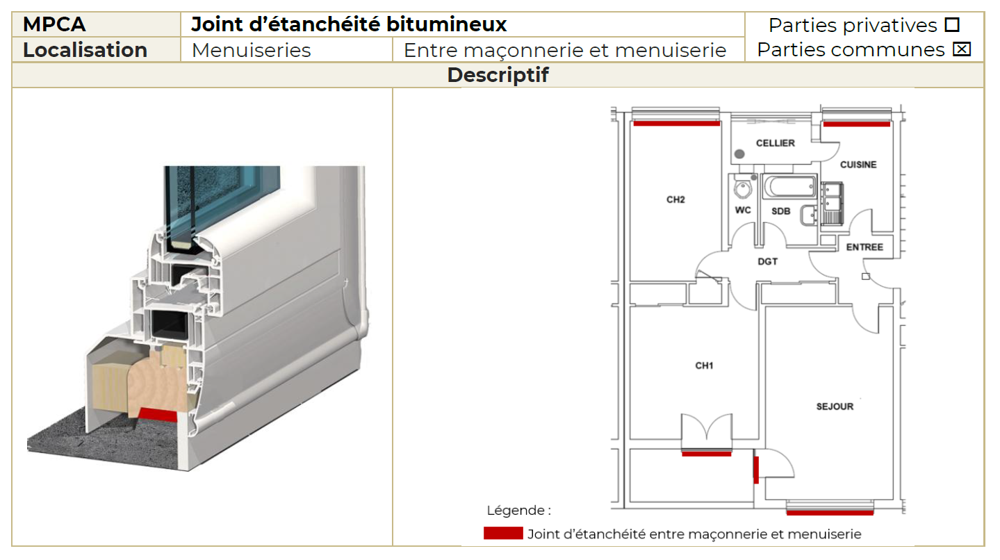 MPCA
Joint d’étanchéité bitumineux
Parties privatives ☐
Localisation
Menuiseries
Entre maçonnerie et menuiserie
Parties communes ☒
Descriptif
CELLIER
CUISINE
CH2
WC
SDB
ENTREE
DGT
CH1
SEJOUR
Légende :
Joint d’étanchéité entre maçonnerie et menuiserie